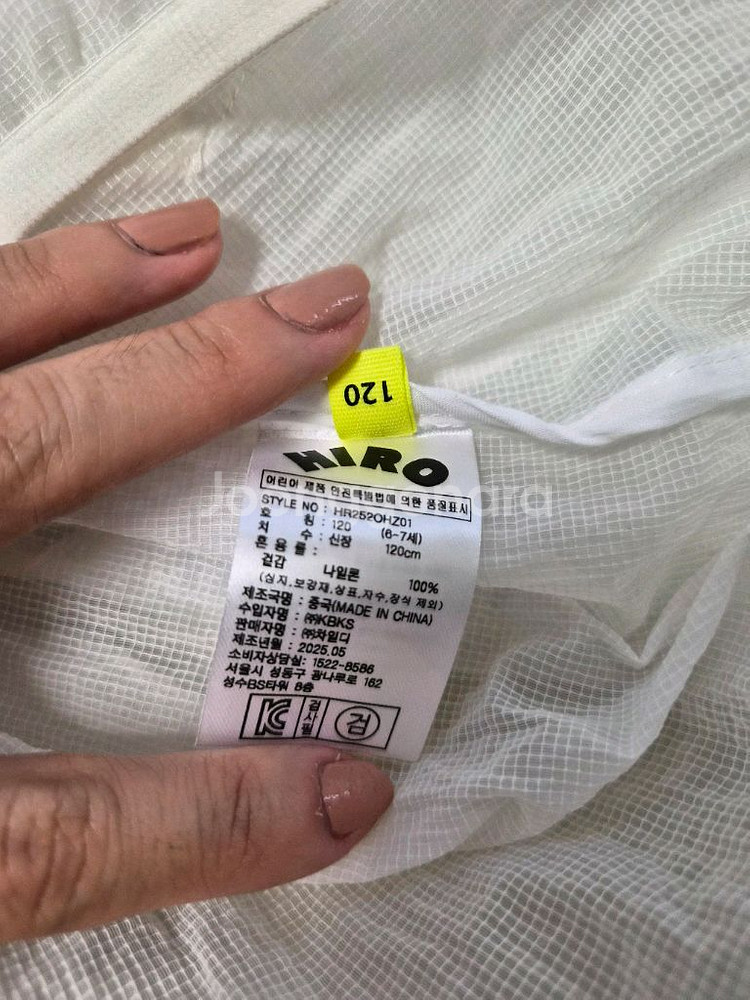 120
HIRO
어린이 제품 안전특별법에 의한 품질표시
STYLE NO : HR252OHZ01
호 칭 : 120 (6-7세)
치 수 : 신장 120cm
혼 용 률 :
겉감 나일론 100%
(심지,보강재,상표,자수,장식 제외)
제조국명 : 중국(MADE IN CHINA)
수입자명 : ㈜KBKS
판매자명 : ㈜차일디
제조년월 : 2025.05
소비자상담실: 1522-8586
서울시 성동구 광나루로 162
성수BS타워 8층
KC 검사필 검